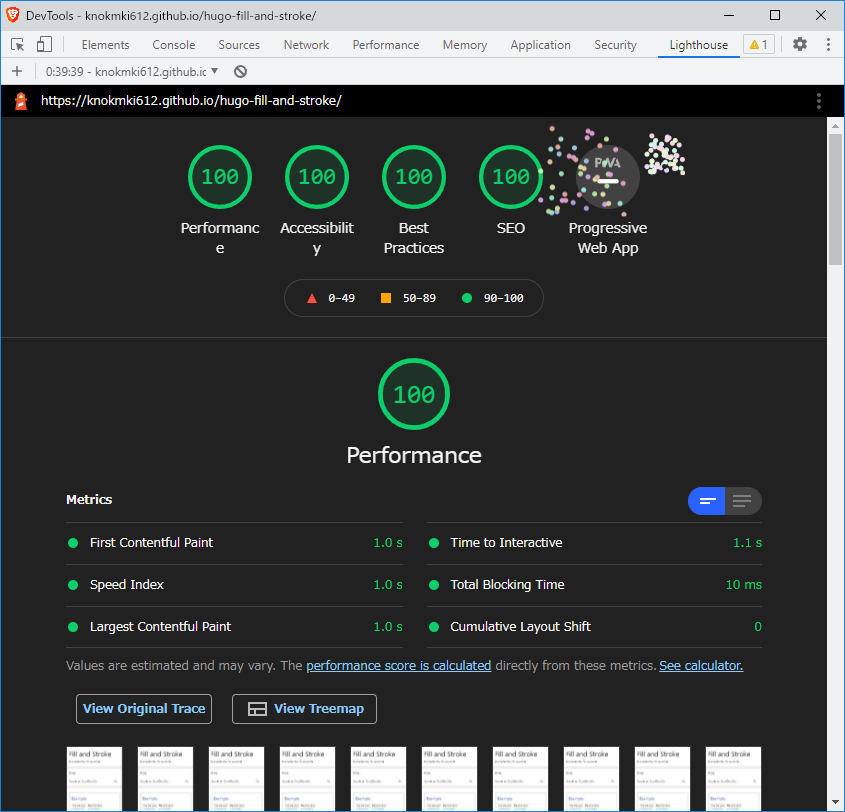 DevTools - knokmki612.github.io/hugo-fill-and-stroke/
Elements Console Sources Network Performance Memory Application Security Lighthouse 1
0:39:39 - knokmki612.github.io
https://knokmki612.github.io/hugo-fill-and-stroke/
100 100 100 100 PWA
Performanc
e
Accessibilit
y
Best
Practices
SEO
Progressive
Web App
0–49 50–89 90–100
100
Performance
Metrics
First Contentful Paint 1.0 s
Time to Interactive 1.1 s
Speed Index 1.0 s
Total Blocking Time 10 ms
Largest Contentful Paint 1.0 s
Cumulative Layout Shift 0
Values are estimated and may vary. The performance score is calculated directly from these metrics. See calculator.
View Original Trace View Treemap
Fill and Stroke Fill and Stroke Fill and Stroke Fill and Stroke Fill and Stroke Fill and Stroke Fill and Stroke Fill and Stroke Fill and Stroke Fill and Stroke